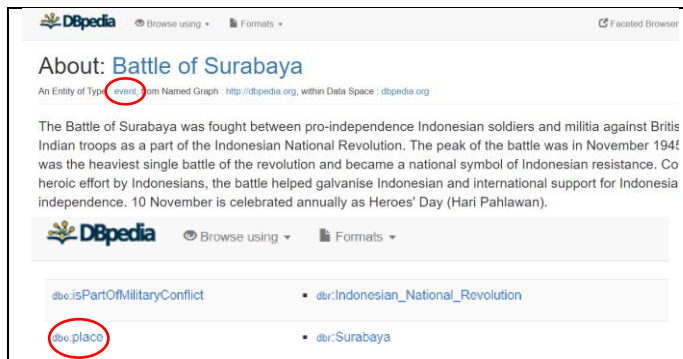 DBpedia Browse using Formats Faceted Browser
About: Battle of Surabaya
An Entity of Type : event, from Named Graph : http://dbpedia.org, within Data Space : dbpedia.org
The Battle of Surabaya was fought between pro-independence Indonesian soldiers and militia against Britis
Indian troops as a part of the Indonesian National Revolution. The peak of the battle was in November 1945
was the heaviest single battle of the revolution and became a national symbol of Indonesian resistance. Co
heroic effort by Indonesians, the battle helped galvanise Indonesian and international support for Indonesia
independence. 10 November is celebrated annually as Heroes' Day (Hari Pahlawan).
DBpedia Browse using Formats
dbo:isPartOfMilitaryConflict dbr:Indonesian_National_Revolution
dbo:place dbr:Surabaya